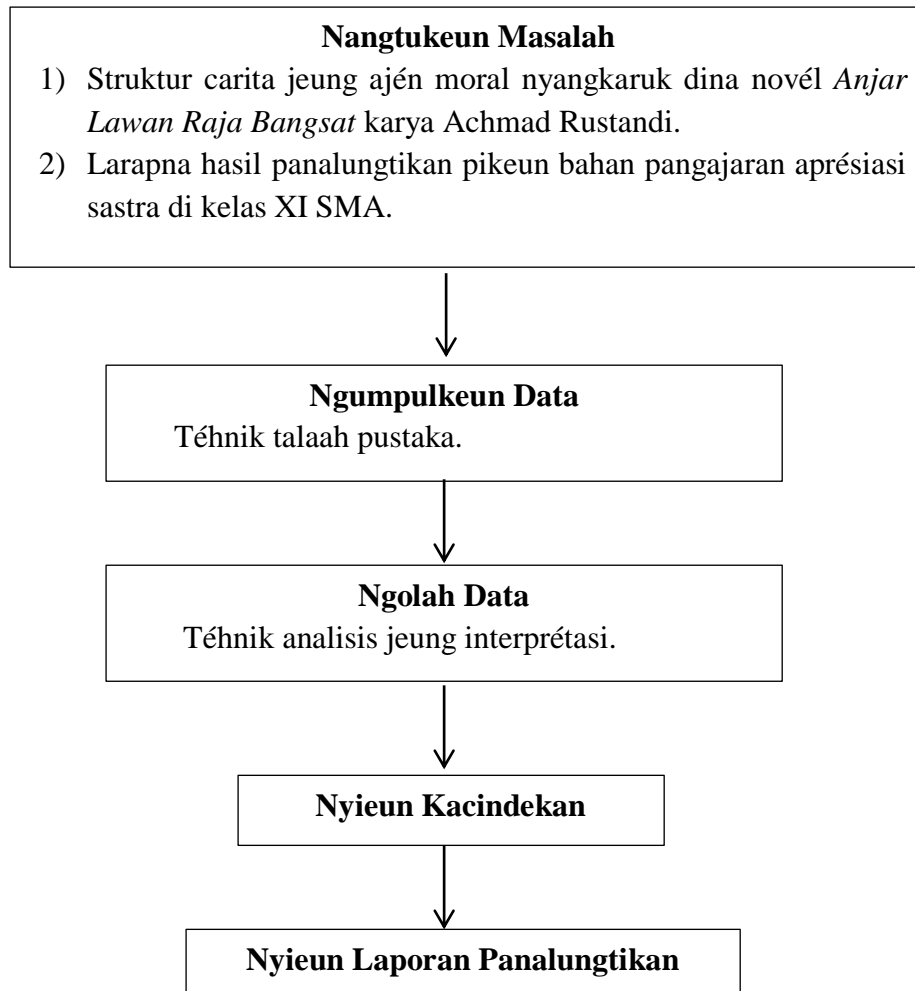 Nangtukeun Masalah
1) Struktur carita jeung ajén moral nyangkaruk dina novél Anjar
Lawan Raja Bangsat karya Achmad Rustandi.
2) Larapna hasil panalungtikan pikeun bahan pangajaran aprésiasi
sastra di kelas XI SMA.
Ngumpulkeun Data
Téhnik talaah pustaka.
Ngolah Data
Téhnik analisis jeung interprétasi.
Nyieun Kacindekan
Nyieun Laporan Panalungtikan